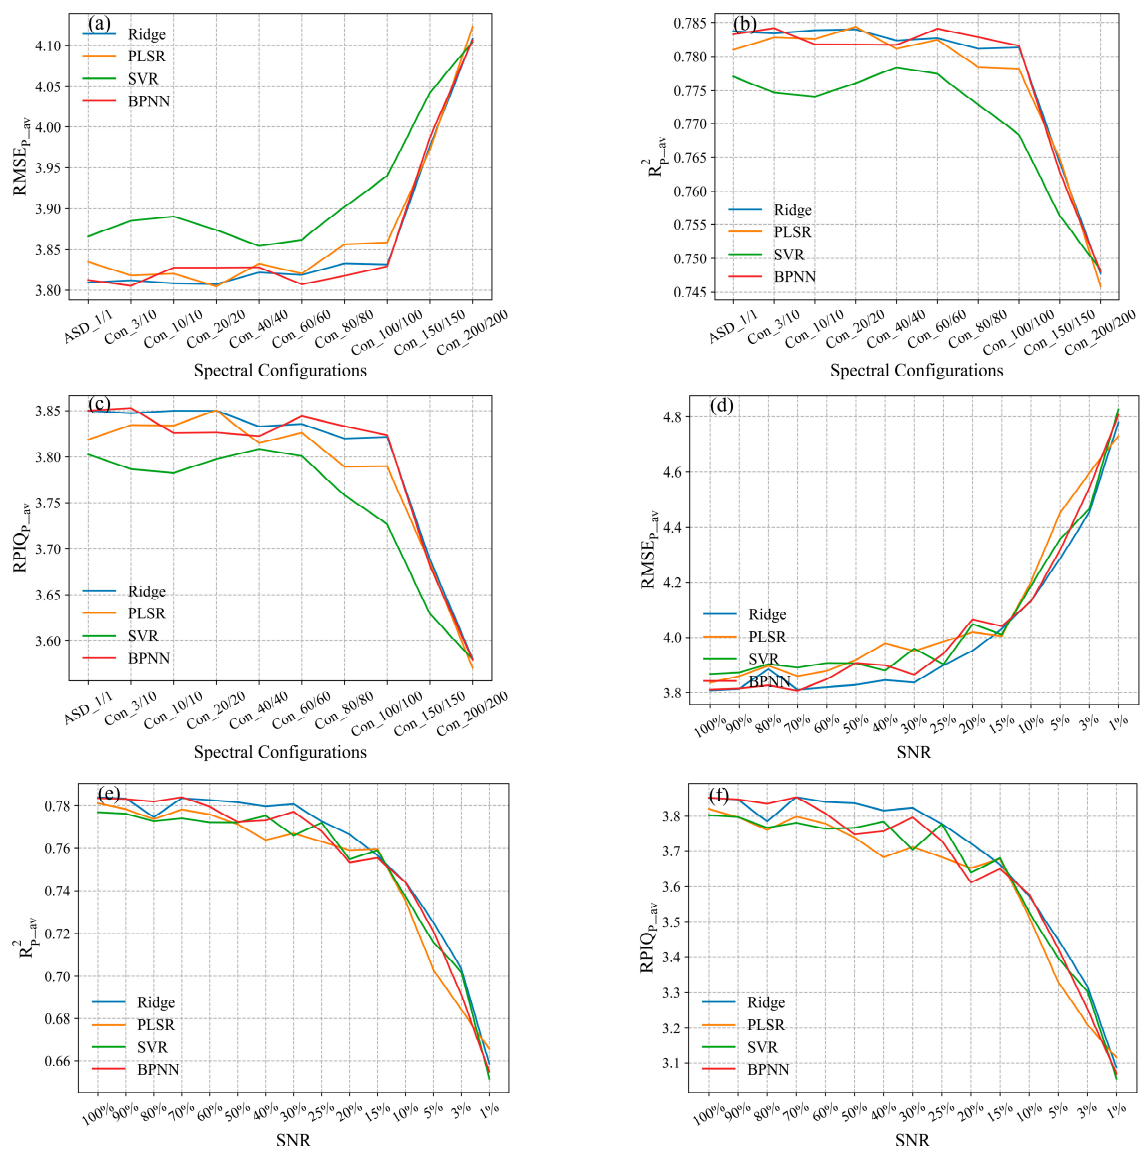 (a)
Ridge
PLSR
SVR
BPNN
4.10
4.05
4.00
3.95
3.90
3.85
3.80
RMSE_P_av
ASD_1/1
Con_3/10
Con_10/10
Con_20/20
Con_40/40
Con_60/60
Con_80/80
Con_100/100
Con_150/150
Con_200/200
Spectral Configurations
(b)
0.785
0.780
0.775
0.770
0.765
0.760
0.755
0.750
0.745
R²_P_av
Ridge
PLSR
SVR
BPNN
ASD_1/1
Con_3/10
Con_10/10
Con_20/20
Con_40/40
Con_60/60
Con_80/80
Con_100/100
Con_150/150
Con_200/200
Spectral Configurations
(c)
3.85
3.80
3.75
3.70
3.65
3.60
RPIQ_P_av
Ridge
PLSR
SVR
BPNN
ASD_1/1
Con_3/10
Con_10/10
Con_20/20
Con_40/40
Con_60/60
Con_80/80
Con_100/100
Con_150/150
Con_200/200
Spectral Configurations
(d)
4.8
4.6
4.4
4.2
4.0
3.8
RMSE_P_av
Ridge
PLSR
SVR
BPNN
100%
90%
80%
70%
60%
50%
40%
30%
25%
20%
15%
10%
5%
3%
1%
SNR
(e)
0.78
0.76
0.74
0.72
0.70
0.68
0.66
R²_P_av
Ridge
PLSR
SVR
BPNN
100%
90%
80%
70%
60%
50%
40%
30%
25%
20%
15%
10%
5%
3%
1%
SNR
(f)
3.8
3.7
3.6
3.5
3.4
3.3
3.2
3.1
RPIQ_P_av
Ridge
PLSR
SVR
BPNN
100%
90%
80%
70%
60%
50%
40%
30%
25%
20%
15%
10%
5%
3%
1%
SNR